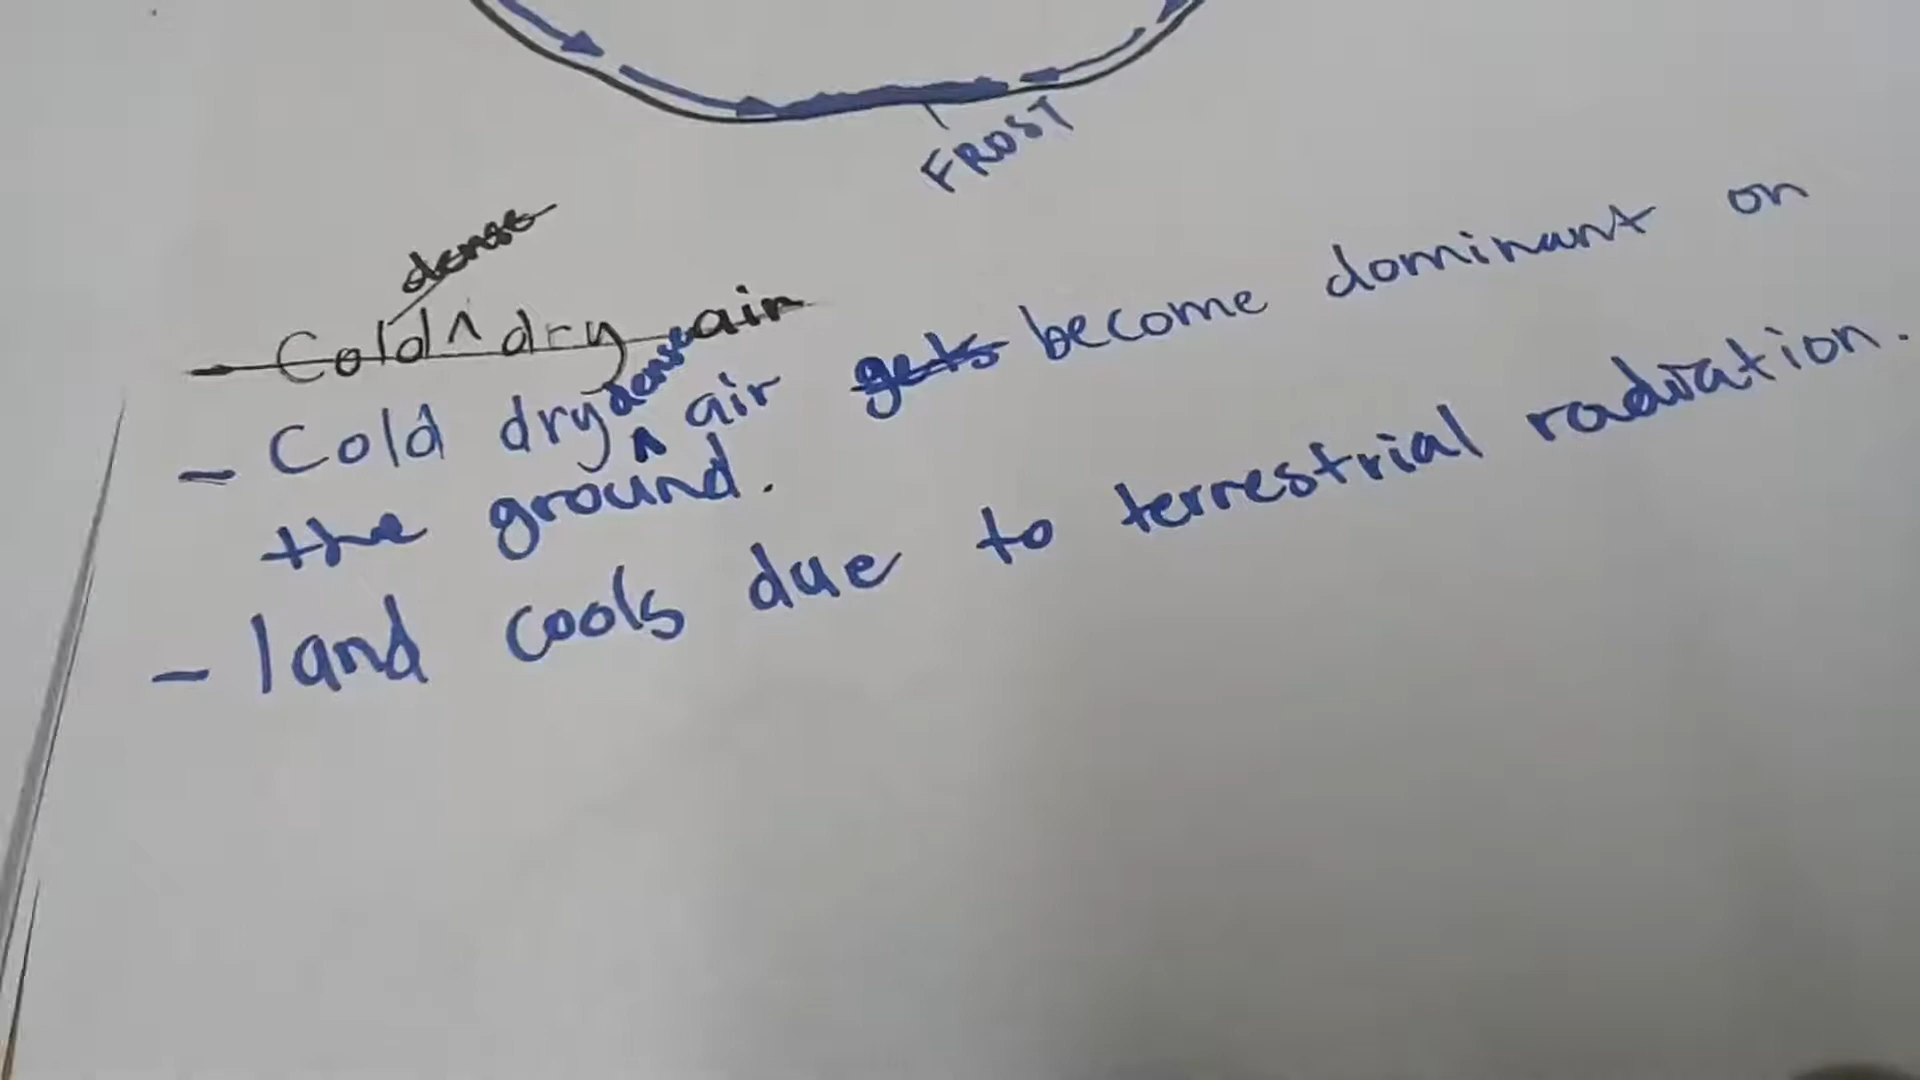 FROST
dense
- Cold ^ dry air
dense
- Cold dry ^ air gets become dominant on
the ground.
- land cools due to terrestrial radiation.